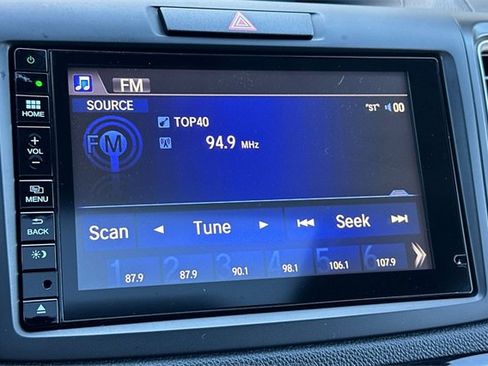 FM
SOURCE
"ST" 00
HOME
TOP40
FM
94.9 MHz
+
VOL
-
MENU
Scan Tune Seek
BACK
1 2 3 4 5 6
87.9 87.9 90.1 98.1 106.1 107.9